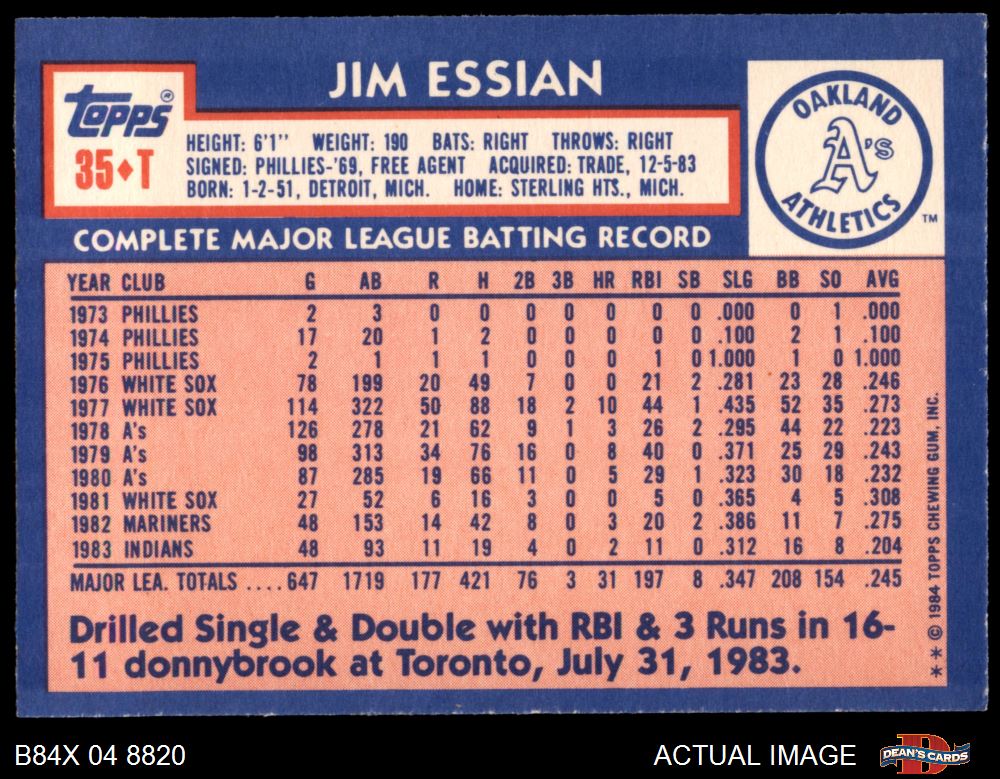 JIM ESSIAN
Topps®
35♦T
HEIGHT: 6'1'' WEIGHT: 190 BATS: RIGHT THROWS: RIGHT
SIGNED: PHILLIES-'69, FREE AGENT ACQUIRED: TRADE, 12-5-83
BORN: 1-2-51, DETROIT, MICH. HOME: STERLING HTS., MICH.
OAKLAND
A's
ATHLETICS
TM
COMPLETE MAJOR LEAGUE BATTING RECORD
YEAR CLUB G AB R H 2B 3B HR RBI SB SLG BB SO AVG
1973 PHILLIES 2 3 0 0 0 0 0 0 0 .000 0 1 .000
1974 PHILLIES 17 20 1 2 0 0 0 0 0 .100 2 1 .100
1975 PHILLIES 2 1 1 1 0 0 0 1 0 1.000 1 0 1.000
1976 WHITE SOX 78 199 20 49 7 0 0 21 2 .281 23 28 .246
1977 WHITE SOX 114 322 50 88 18 2 10 44 1 .435 52 35 .273
1978 A's 126 278 21 62 9 1 3 26 2 .295 44 22 .223
1979 A's 98 313 34 76 16 0 8 40 0 .371 25 29 .243
1980 A's 87 285 19 66 11 0 5 29 1 .323 30 18 .232
1981 WHITE SOX 27 52 6 16 3 0 0 5 0 .365 4 5 .308
1982 MARINERS 48 153 14 42 8 0 3 20 2 .386 11 7 .275
1983 INDIANS 48 93 11 19 4 0 2 11 0 .312 16 8 .204
MAJOR LEA. TOTALS ....647 1719 177 421 76 3 31 197 8 .347 208 154 .245
Drilled Single & Double with RBI & 3 Runs in 16-
11 donnybrook at Toronto, July 31, 1983.
** © 1984 TOPPS CHEWING GUM, INC.
B84X 04 8820
ACTUAL IMAGE
DEAN'S CARDS